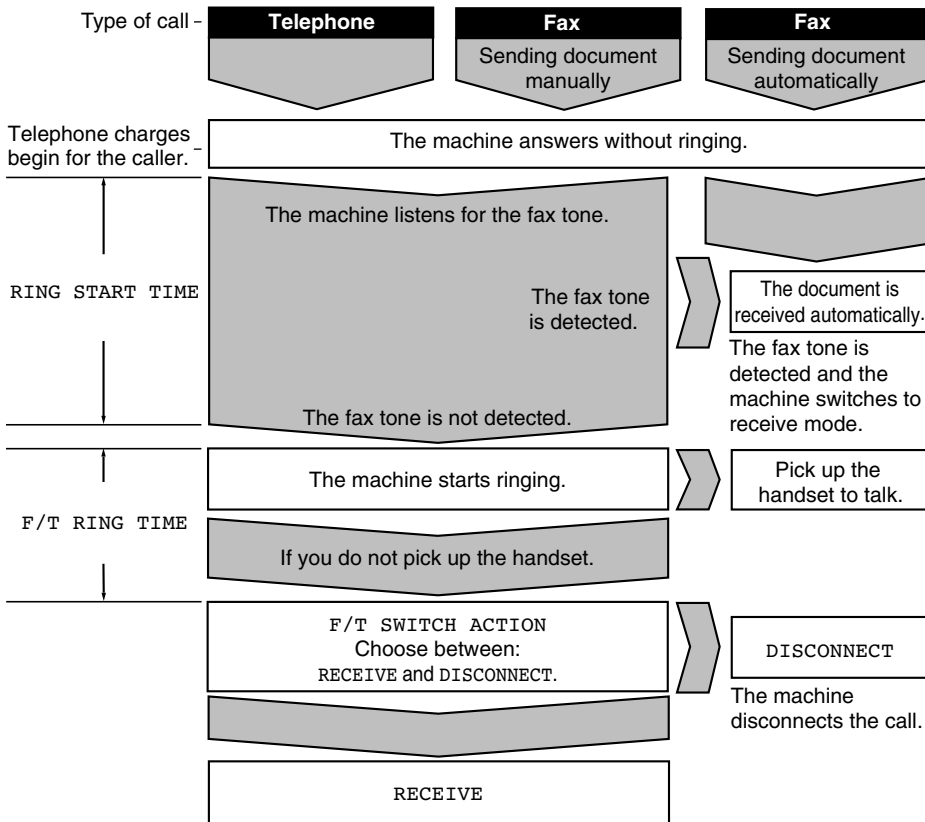 Type of call
Telephone
Fax
Fax
Sending document
manually
Sending document
automatically
Telephone charges
begin for the caller.
The machine answers without ringing.
The machine listens for the fax tone.
RING START TIME
The fax tone
is detected.
The document is
received automatically.
The fax tone is
detected and the
machine switches to
receive mode.
The fax tone is not detected.
The machine starts ringing.
Pick up the
handset to talk.
F/T RING TIME
If you do not pick up the handset.
F/T SWITCH ACTION
Choose between:
RECEIVE and DISCONNECT.
DISCONNECT
The machine
disconnects the call.
RECEIVE